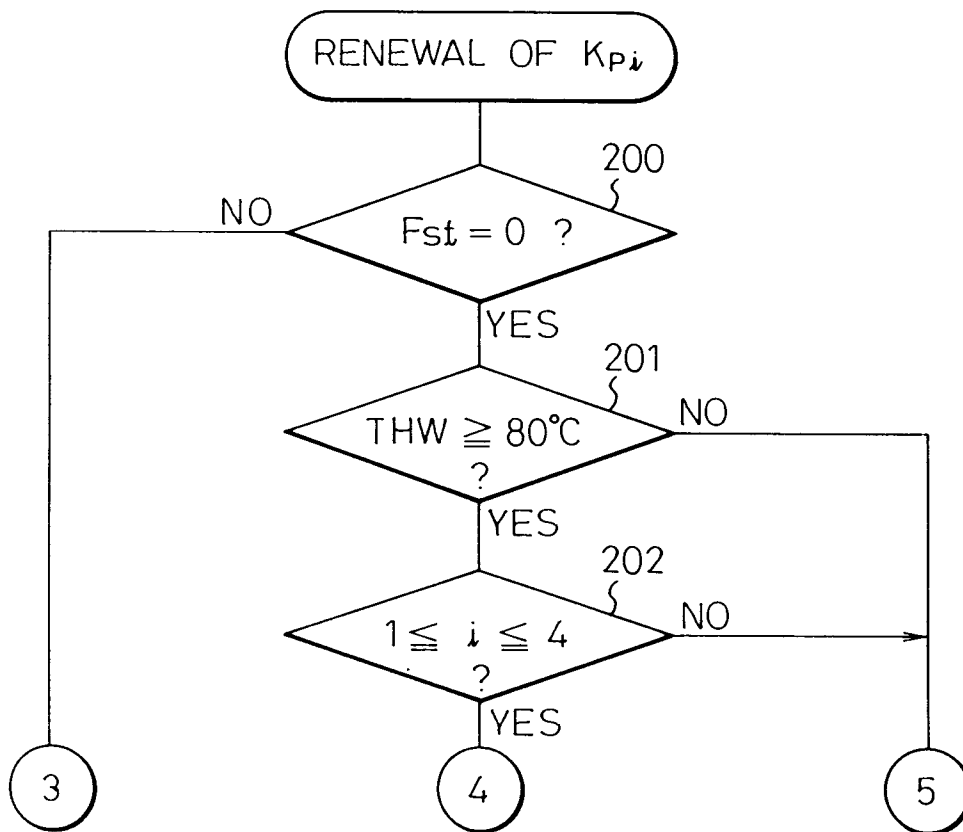 RENEWAL OF KPi
200
NO
Fst = 0 ?
YES
201
THW ≧ 80°C
?
NO
YES
202
1 ≦ i ≦ 4
?
NO
YES
3
4
5